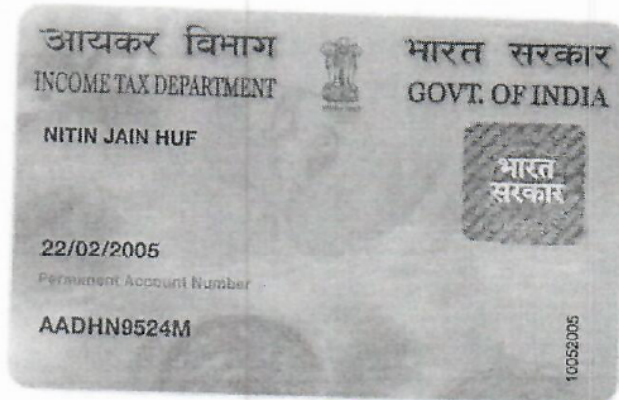 आयकर विभाग
INCOME TAX DEPARTMENT
भारत सरकार
GOVT. OF INDIA
NITIN JAIN HUF
भारत
सरकार
22/02/2005
Permanent Account Number
AADHN9524M
10052005